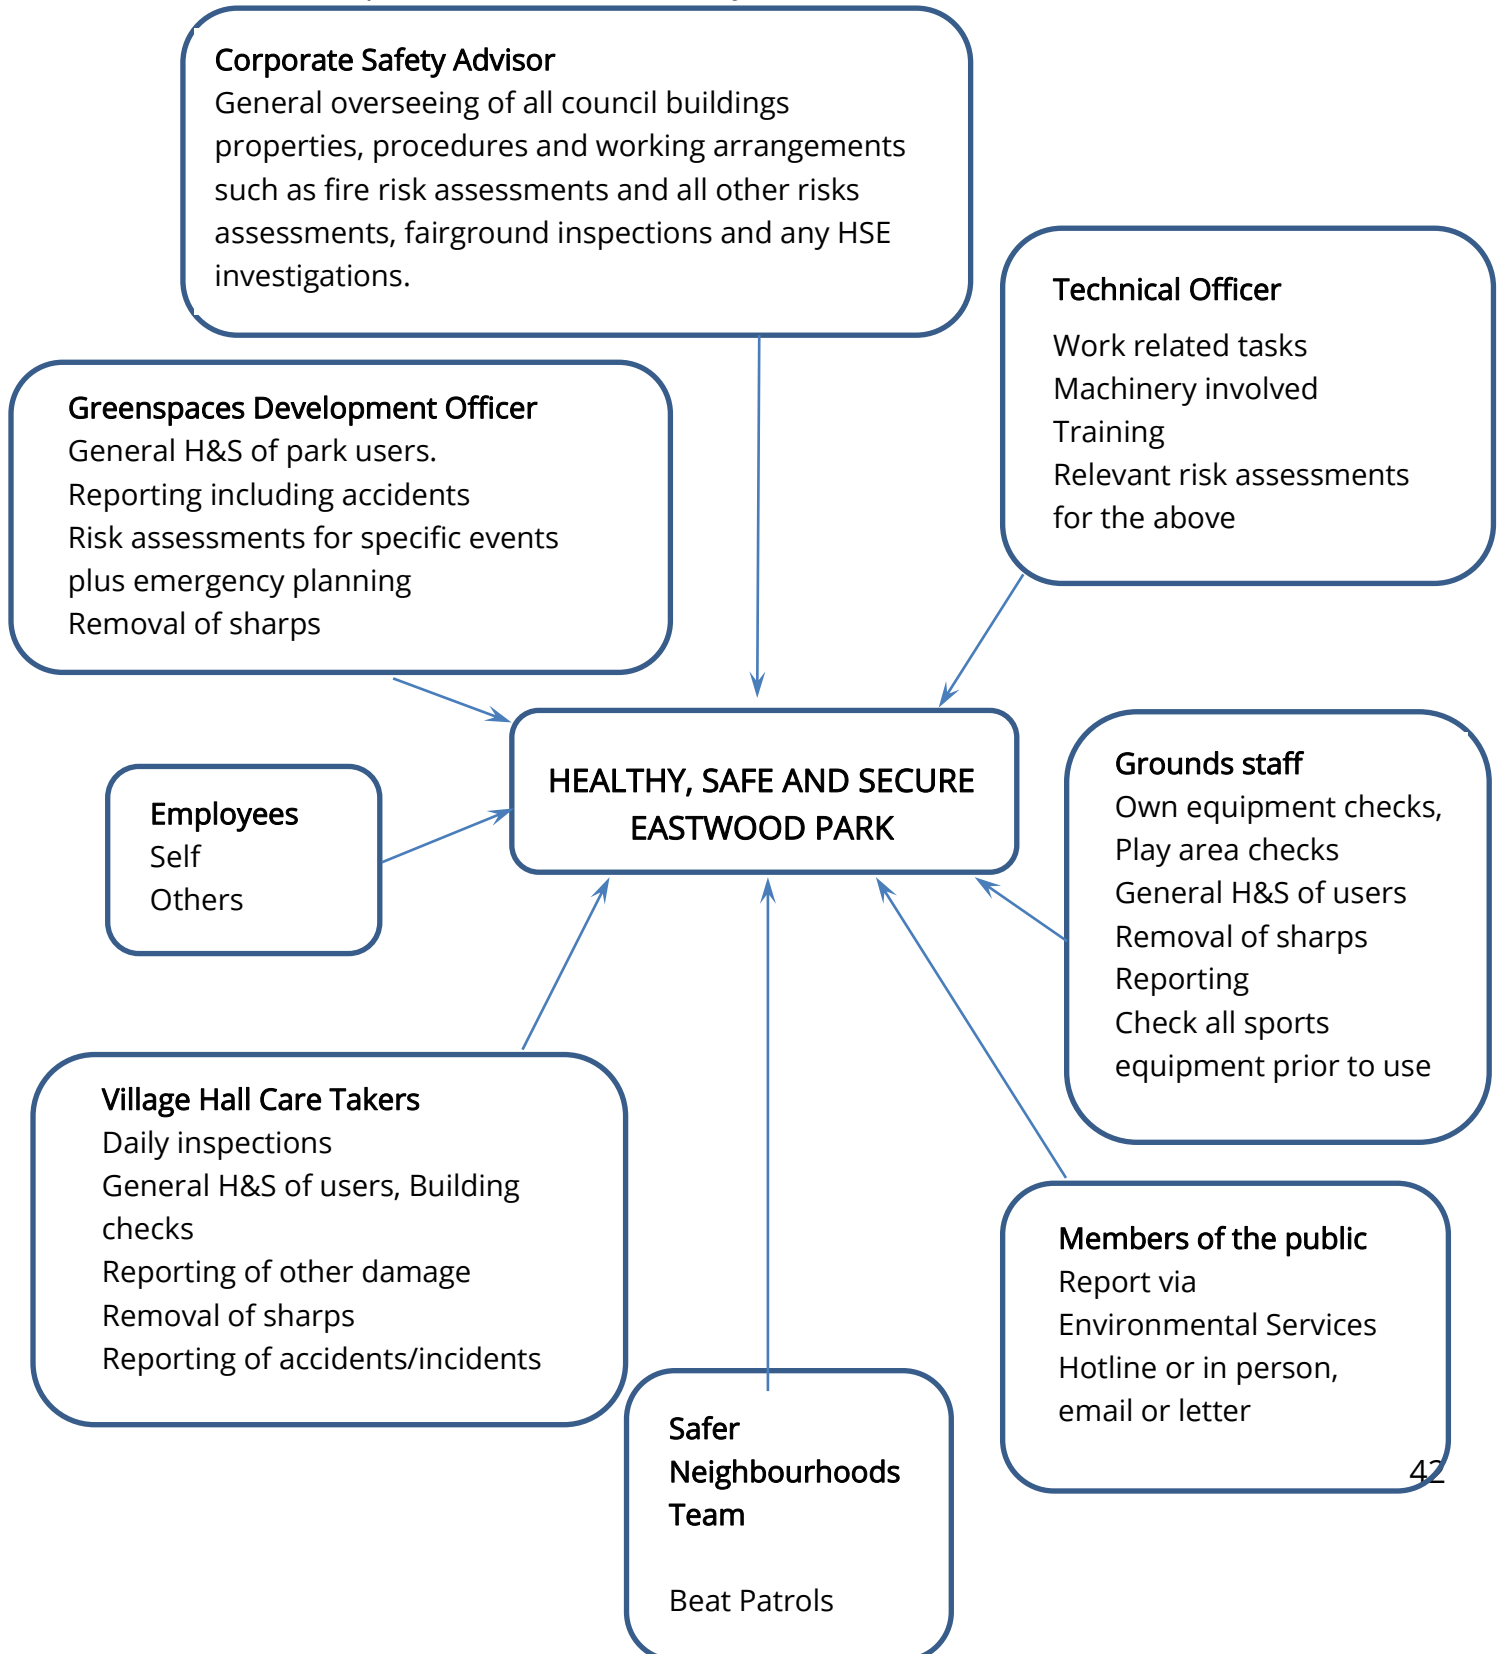 Corporate Safety Advisor
General overseeing of all council buildings
properties, procedures and working arrangements
such as fire risk assessments and all other risks
assessments, fairground inspections and any HSE
investigations.
Technical Officer
Work related tasks
Machinery involved
Training
Relevant risk assessments
for the above
Greenspaces Development Officer
General H&S of park users.
Reporting including accidents
Risk assessments for specific events
plus emergency planning
Removal of sharps
HEALTHY, SAFE AND SECURE
EASTWOOD PARK
Employees
Self
Others
Grounds staff
Own equipment checks,
Play area checks
General H&S of users
Removal of sharps
Reporting
Check all sports
equipment prior to use
Village Hall Care Takers
Daily inspections
General H&S of users, Building
checks
Reporting of other damage
Removal of sharps
Reporting of accidents/incidents
Members of the public
Report via
Environmental Services
Hotline or in person,
email or letter
Safer
Neighbourhoods
Team
Beat Patrols
42